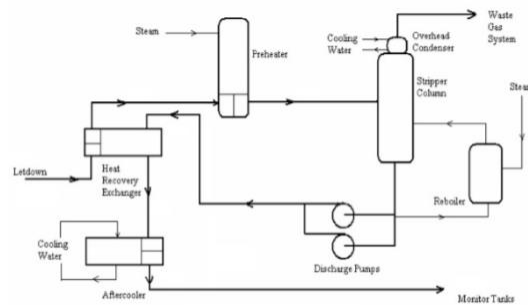 Steam
Preheater
Cooling
Water
Overhead
Condenser
Waste
Gas
System
Stripper
Column
Letdown
Heat
Recovery
Exchanger
Reboiler
Cooling
Water
Aftercooler
Discharge Pumps
Monitor Tanks